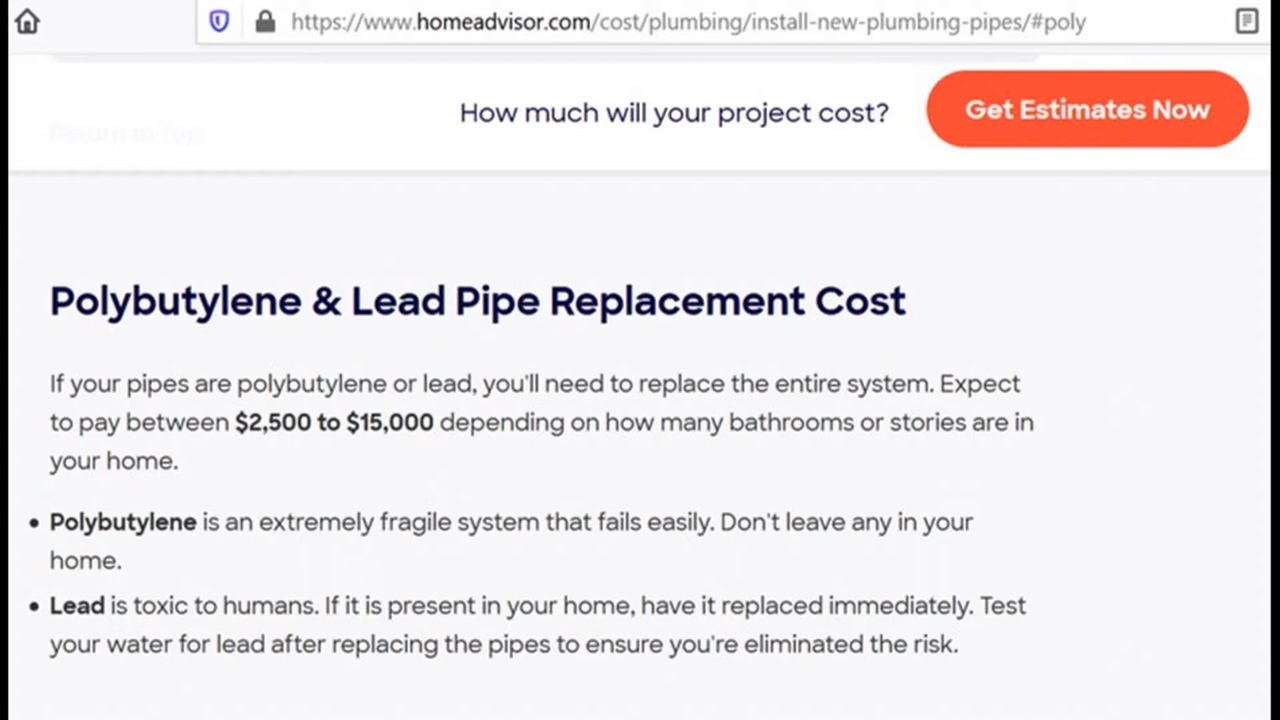 https://www.homeadvisor.com/cost/plumbing/install-new-plumbing-pipes/#poly
How much will your project cost?
Get Estimates Now
Return to Top
Polybutylene & Lead Pipe Replacement Cost
If your pipes are polybutylene or lead, you'll need to replace the entire system. Expect
to pay between $2,500 to $15,000 depending on how many bathrooms or stories are in
your home.
• Polybutylene is an extremely fragile system that fails easily. Don't leave any in your
home.
• Lead is toxic to humans. If it is present in your home, have it replaced immediately. Test
your water for lead after replacing the pipes to ensure you're eliminated the risk.